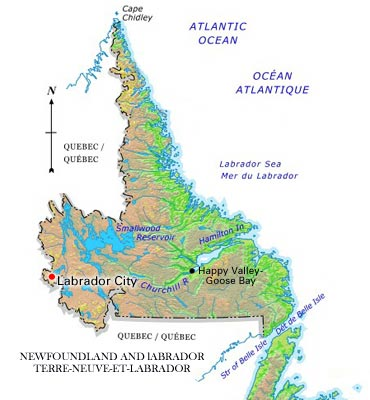 Cape
Chidley
ATLANTIC
OCEAN
OCÉAN
ATLANTIQUE
N
QUEBEC /
QUÉBEC
Labrador Sea
Mer du Labrador
Smallwood
Reservoir
Hamilton In
Happy Valley-
Goose Bay
Labrador City
Churchill R
QUEBEC / QUÉBEC
Str of Belle Isle
Dét de Belle Isle
NEWFOUNDLAND AND lABRADOR
TERRE-NEUVE-ET-LABRADOR